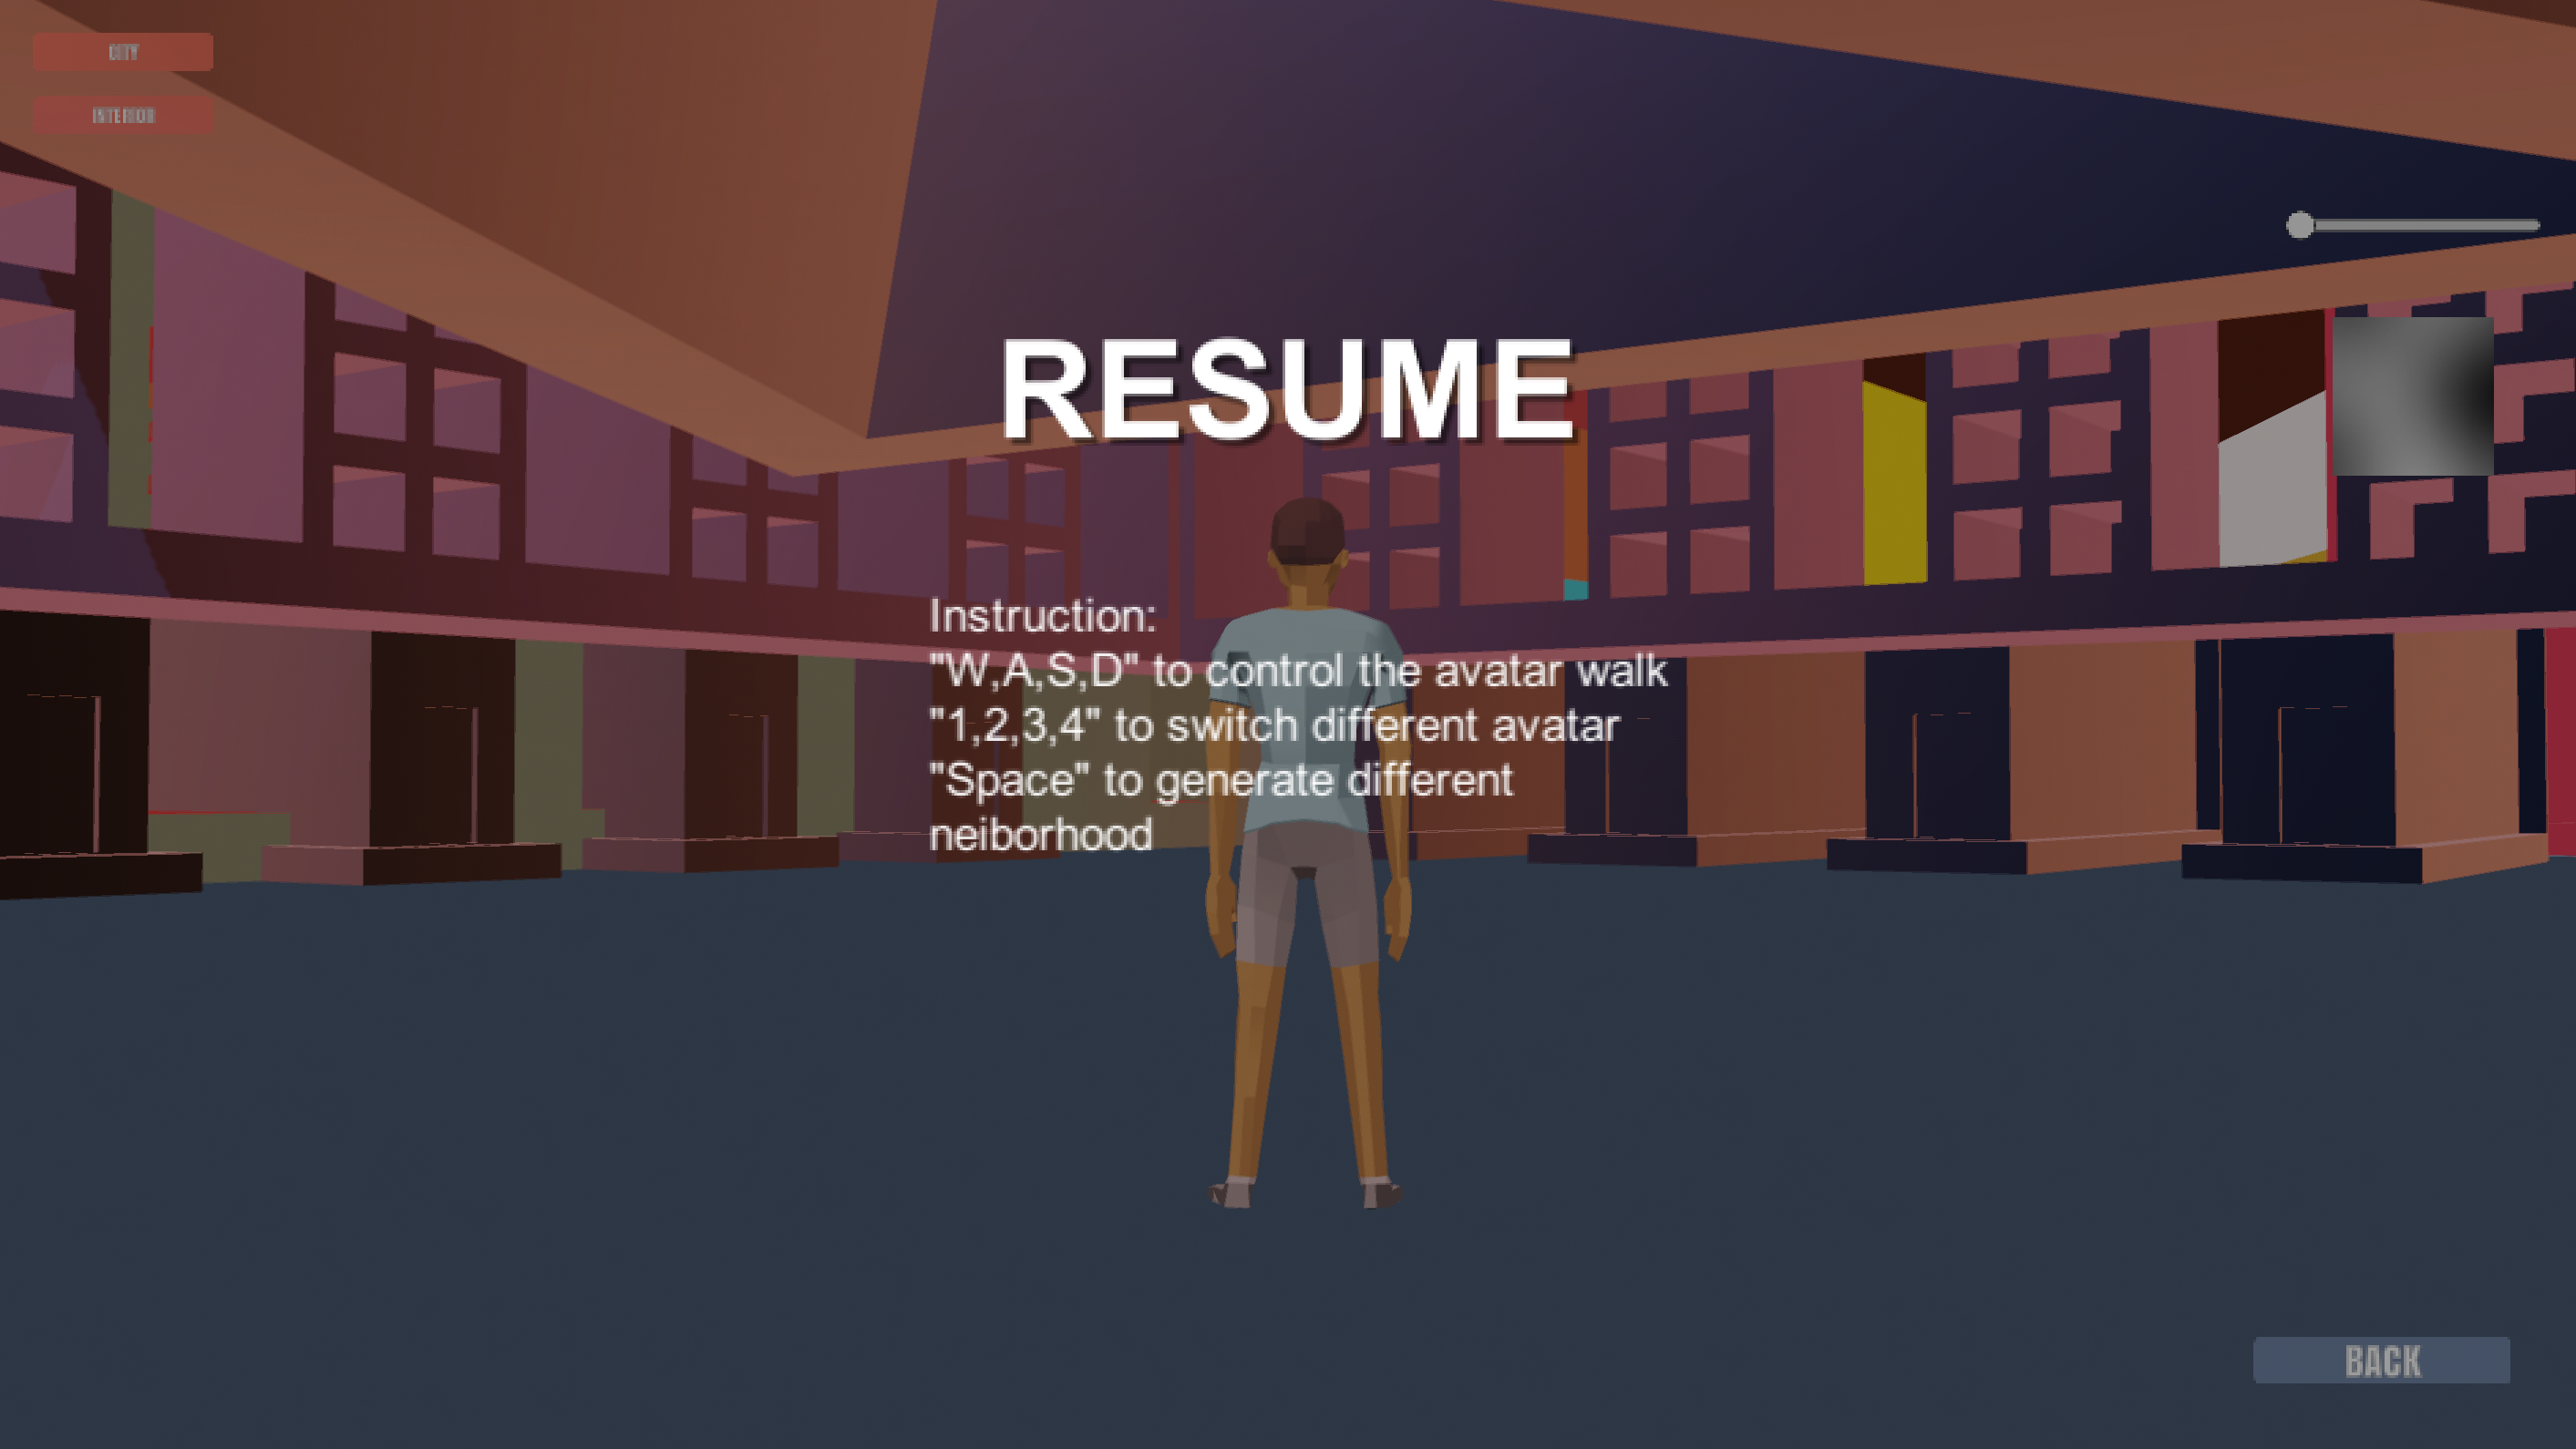 CITY
INTERIOR
RESUME
Instruction:
"W,A,S,D" to control the avatar walk
"1,2,3,4" to switch different avatar
"Space" to generate different
neiborhood
BACK